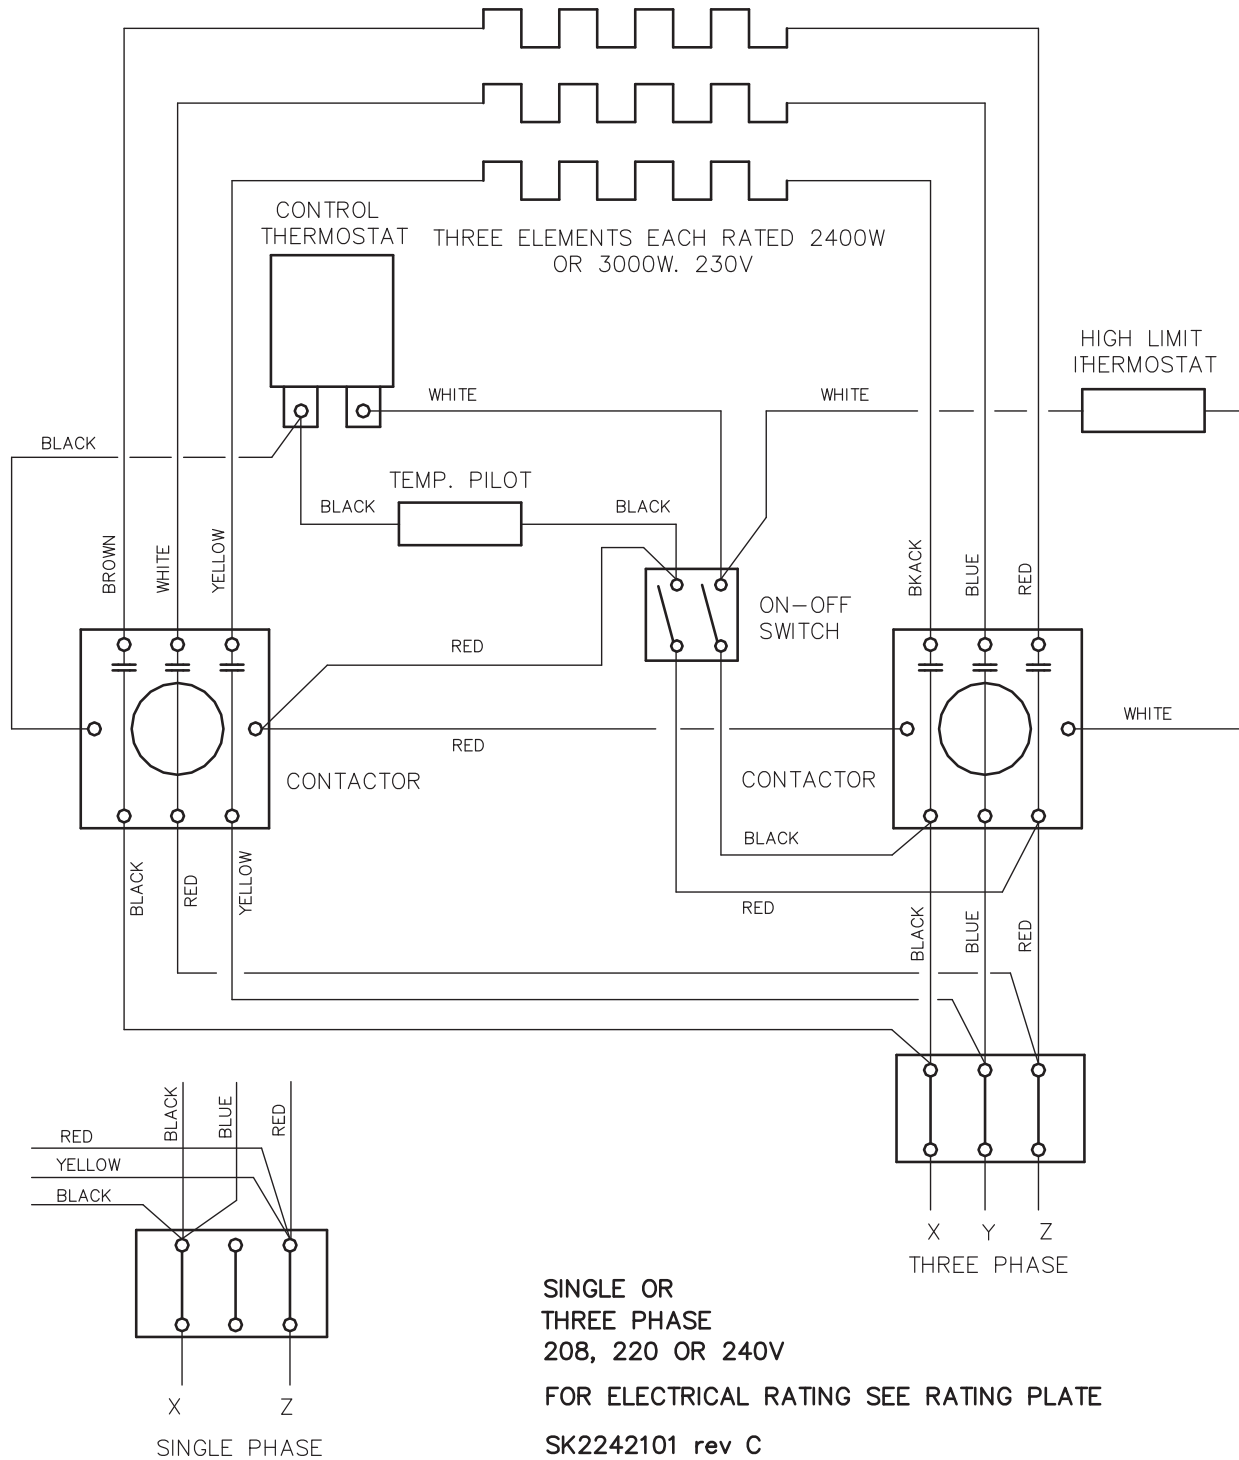 CONTROL
THERMOSTAT
THREE ELEMENTS EACH RATED 2400W
OR 3000W. 230V
HIGH LIMIT
THERMOSTAT
WHITE
WHITE
BLACK
TEMP. PILOT
BLACK
BLACK
BROWN
WHITE
YELLOW
BKACK
BLUE
RED
ON-OFF
SWITCH
RED
RED
WHITE
CONTACTOR
CONTACTOR
BLACK
RED
BLACK
RED
YELLOW
BLACK
BLUE
RED
BLACK
BLUE
RED
RED
YELLOW
BLACK
X
Y
Z
THREE PHASE
X
Z
SINGLE PHASE
SINGLE OR
THREE PHASE
208, 220 OR 240V
FOR ELECTRICAL RATING SEE RATING PLATE
SK2242101 rev C